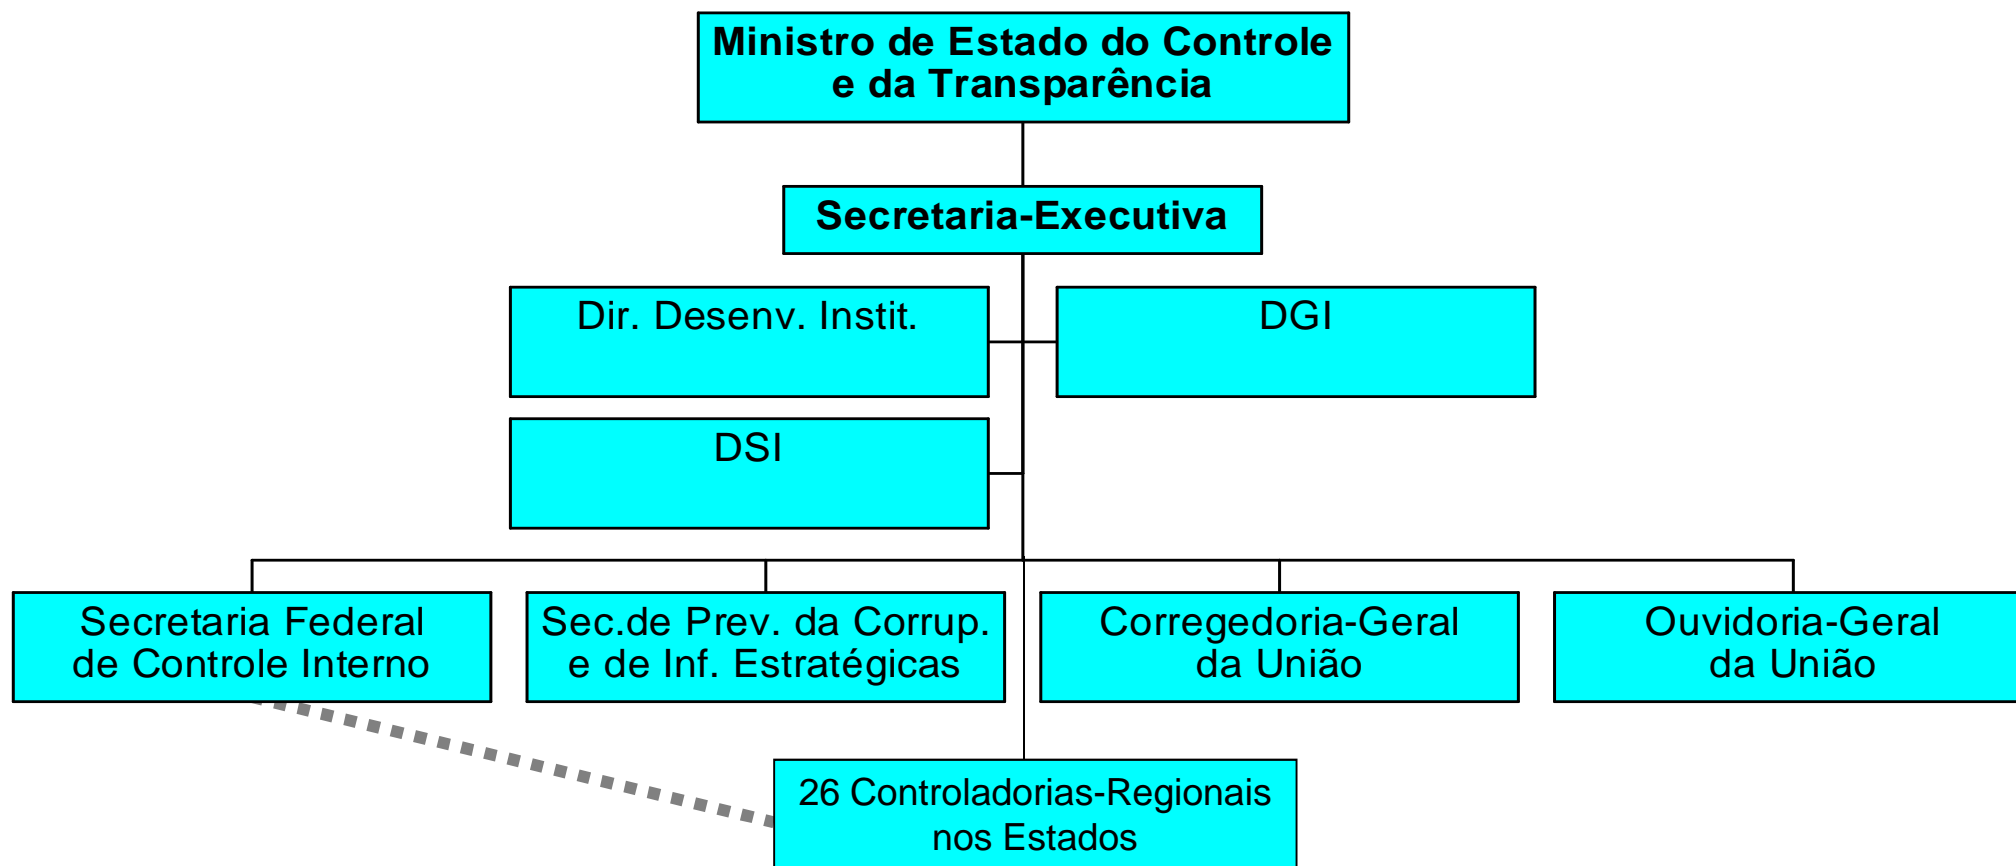 Ministro de Estado do Controle
e da Transparência
Secretaria-Executiva
Dir. Desenv. Instit.
DGI
DSI
Secretaria Federal
de Controle Interno
Sec.de Prev. da Corrup.
e de Inf. Estratégicas
Corregedoria-Geral
da União
Ouvidoria-Geral
da União
26 Controladorias-Regionais
nos Estados